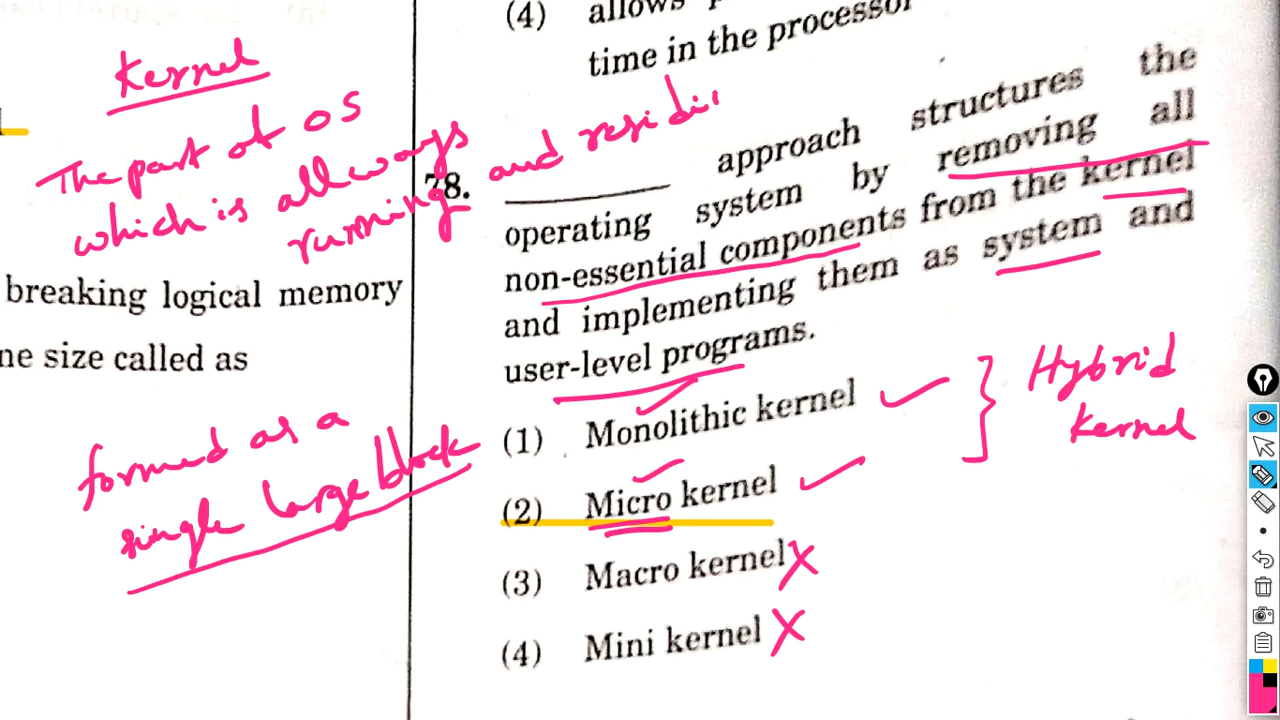 (4) allows
time in the processor
Kernel
The part of OS
which is allways
running and residi
78. ________ approach structures the
operating system by removing all
non-essential components from the kernel
and implementing them as system and
user-level programs.
(1) Monolithic kernel
(2) Micro kernel
(3) Macro kernel
(4) Mini kernel
Hybrid
Kernel
breaking logical memory
size called as
formed as a
single large block